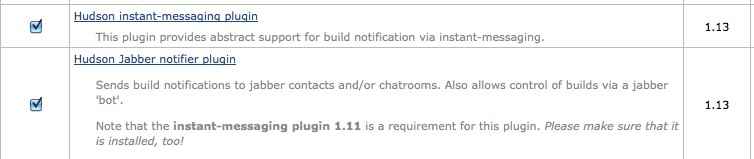 Hudson instant-messaging plugin
1.13
This plugin provides abstract support for build notification via instant-messaging.
Hudson Jabber notifier plugin
Sends build notifications to jabber contacts and/or chatrooms. Also allows control of builds via a jabber
'bot'.
1.13
Note that the instant-messaging plugin 1.11 is a requirement for this plugin. Please make sure that it
is installed, too!